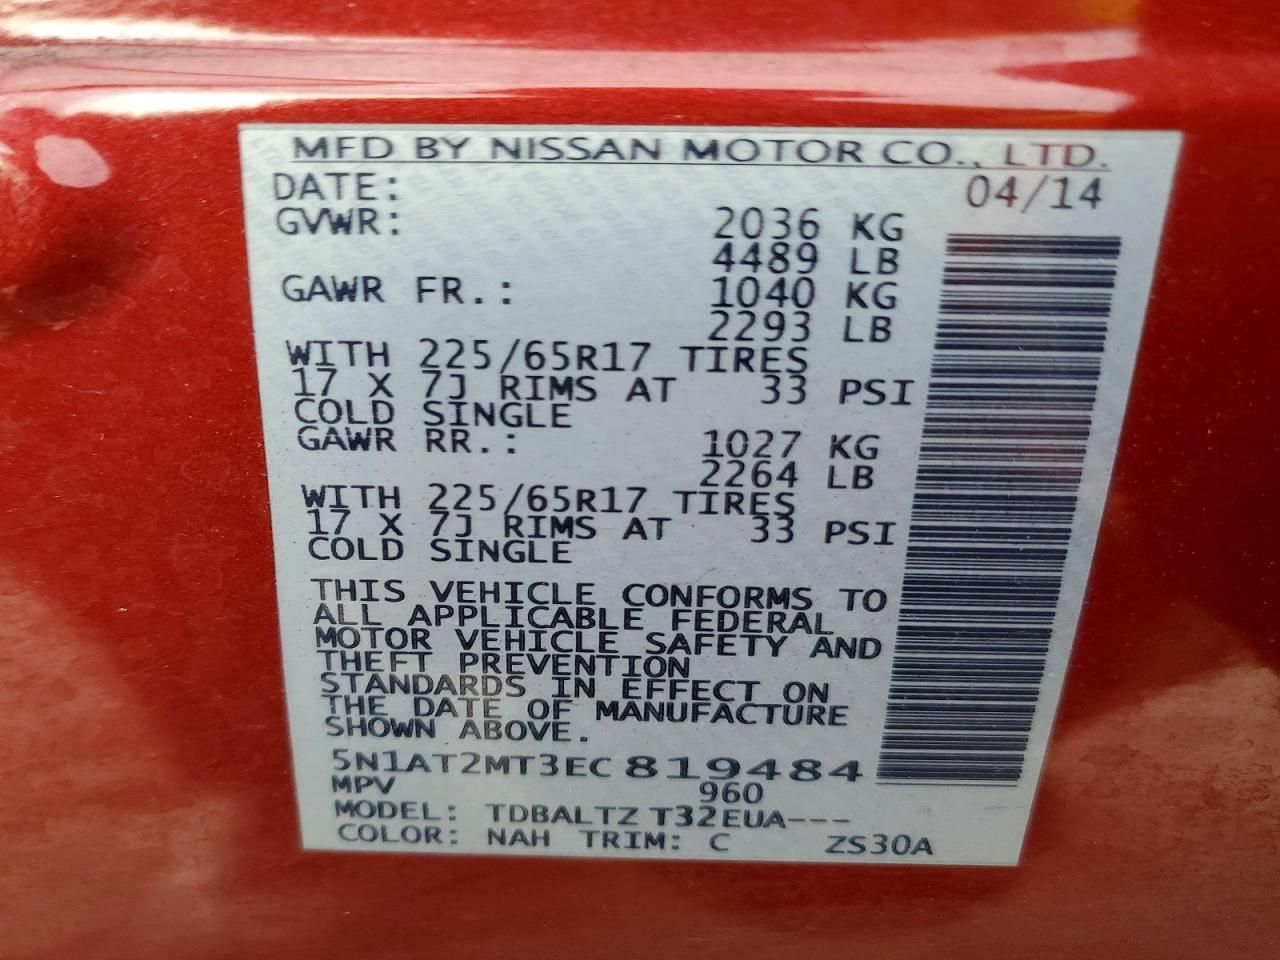 MFD BY NISSAN MOTOR CO., LTD.
DATE: 04/14
GVWR: 2036 KG
4489 LB
GAWR FR.: 1040 KG
2293 LB
WITH 225/65R17 TIRES
17 X 7J RIMS AT 33 PSI
COLD SINGLE
GAWR RR.: 1027 KG
2264 LB
WITH 225/65R17 TIRES
17 X 7J RIMS AT 33 PSI
COLD SINGLE
THIS VEHICLE CONFORMS TO
ALL APPLICABLE FEDERAL
MOTOR VEHICLE SAFETY AND
THEFT PREVENTION
STANDARDS IN EFFECT ON
THE DATE OF MANUFACTURE
SHOWN ABOVE.
5N1AT2MT3EC819484
MPV 960
MODEL: TDBALTZ T32EUA---
COLOR: NAH TRIM: C ZS30A